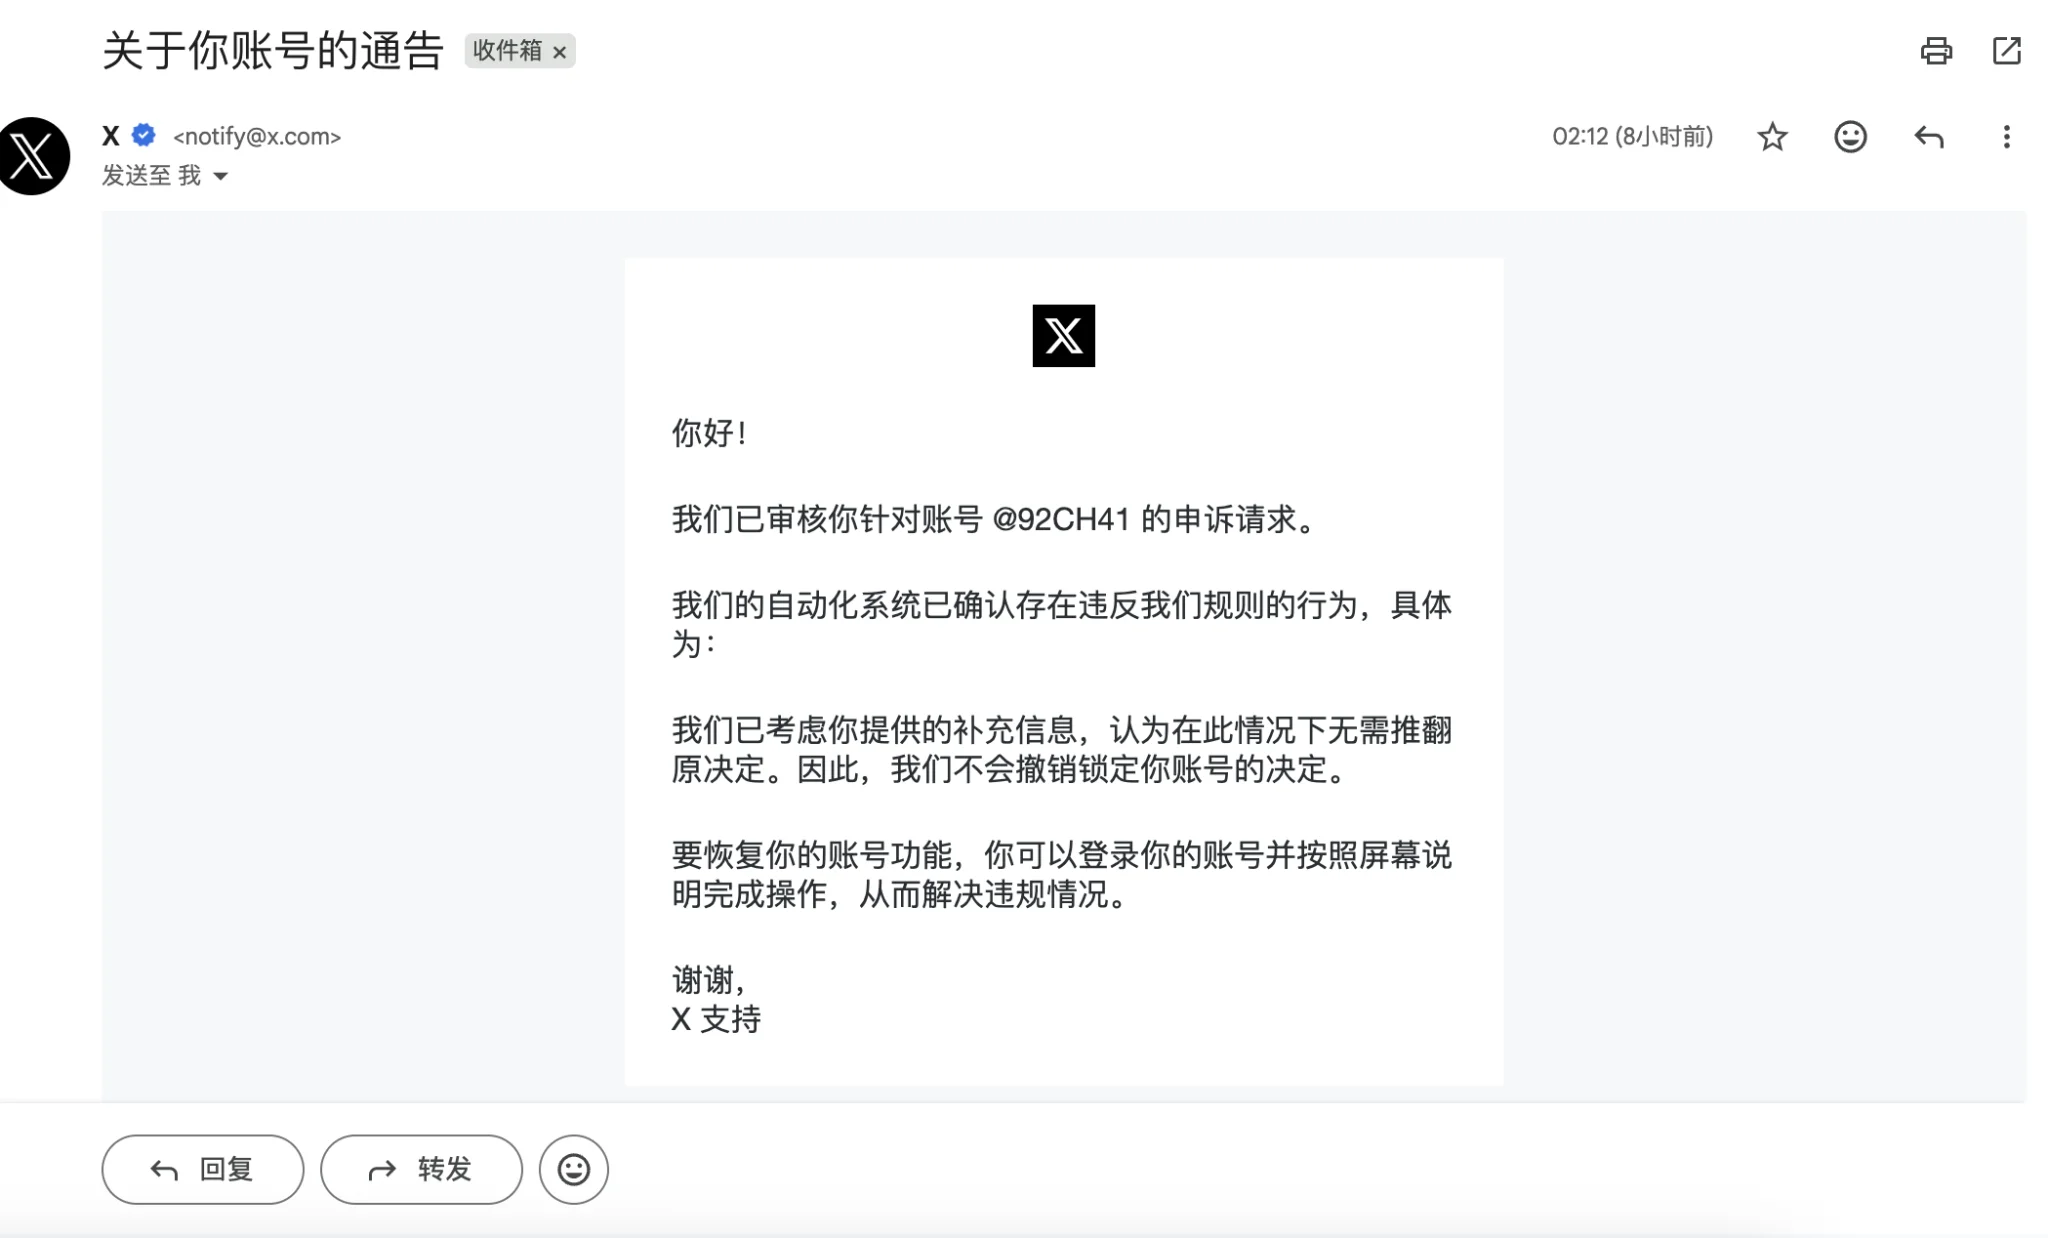 关于你账号的通告 收件箱 ×
X <notify@x.com>
02:12 (8小时前)
发送至 我
你好！
我们已审核你针对账号 @92CH41 的申诉请求。
我们的自动化系统已确认存在违反我们规则的行为，具体
为：
我们已考虑你提供的补充信息，认为在此情况下无需推翻
原决定。因此，我们不会撤销锁定你账号的决定。
要恢复你的账号功能，你可以登录你的账号并按照屏幕说
明完成操作，从而解决违规情况。
谢谢，
X 支持
回复
转发